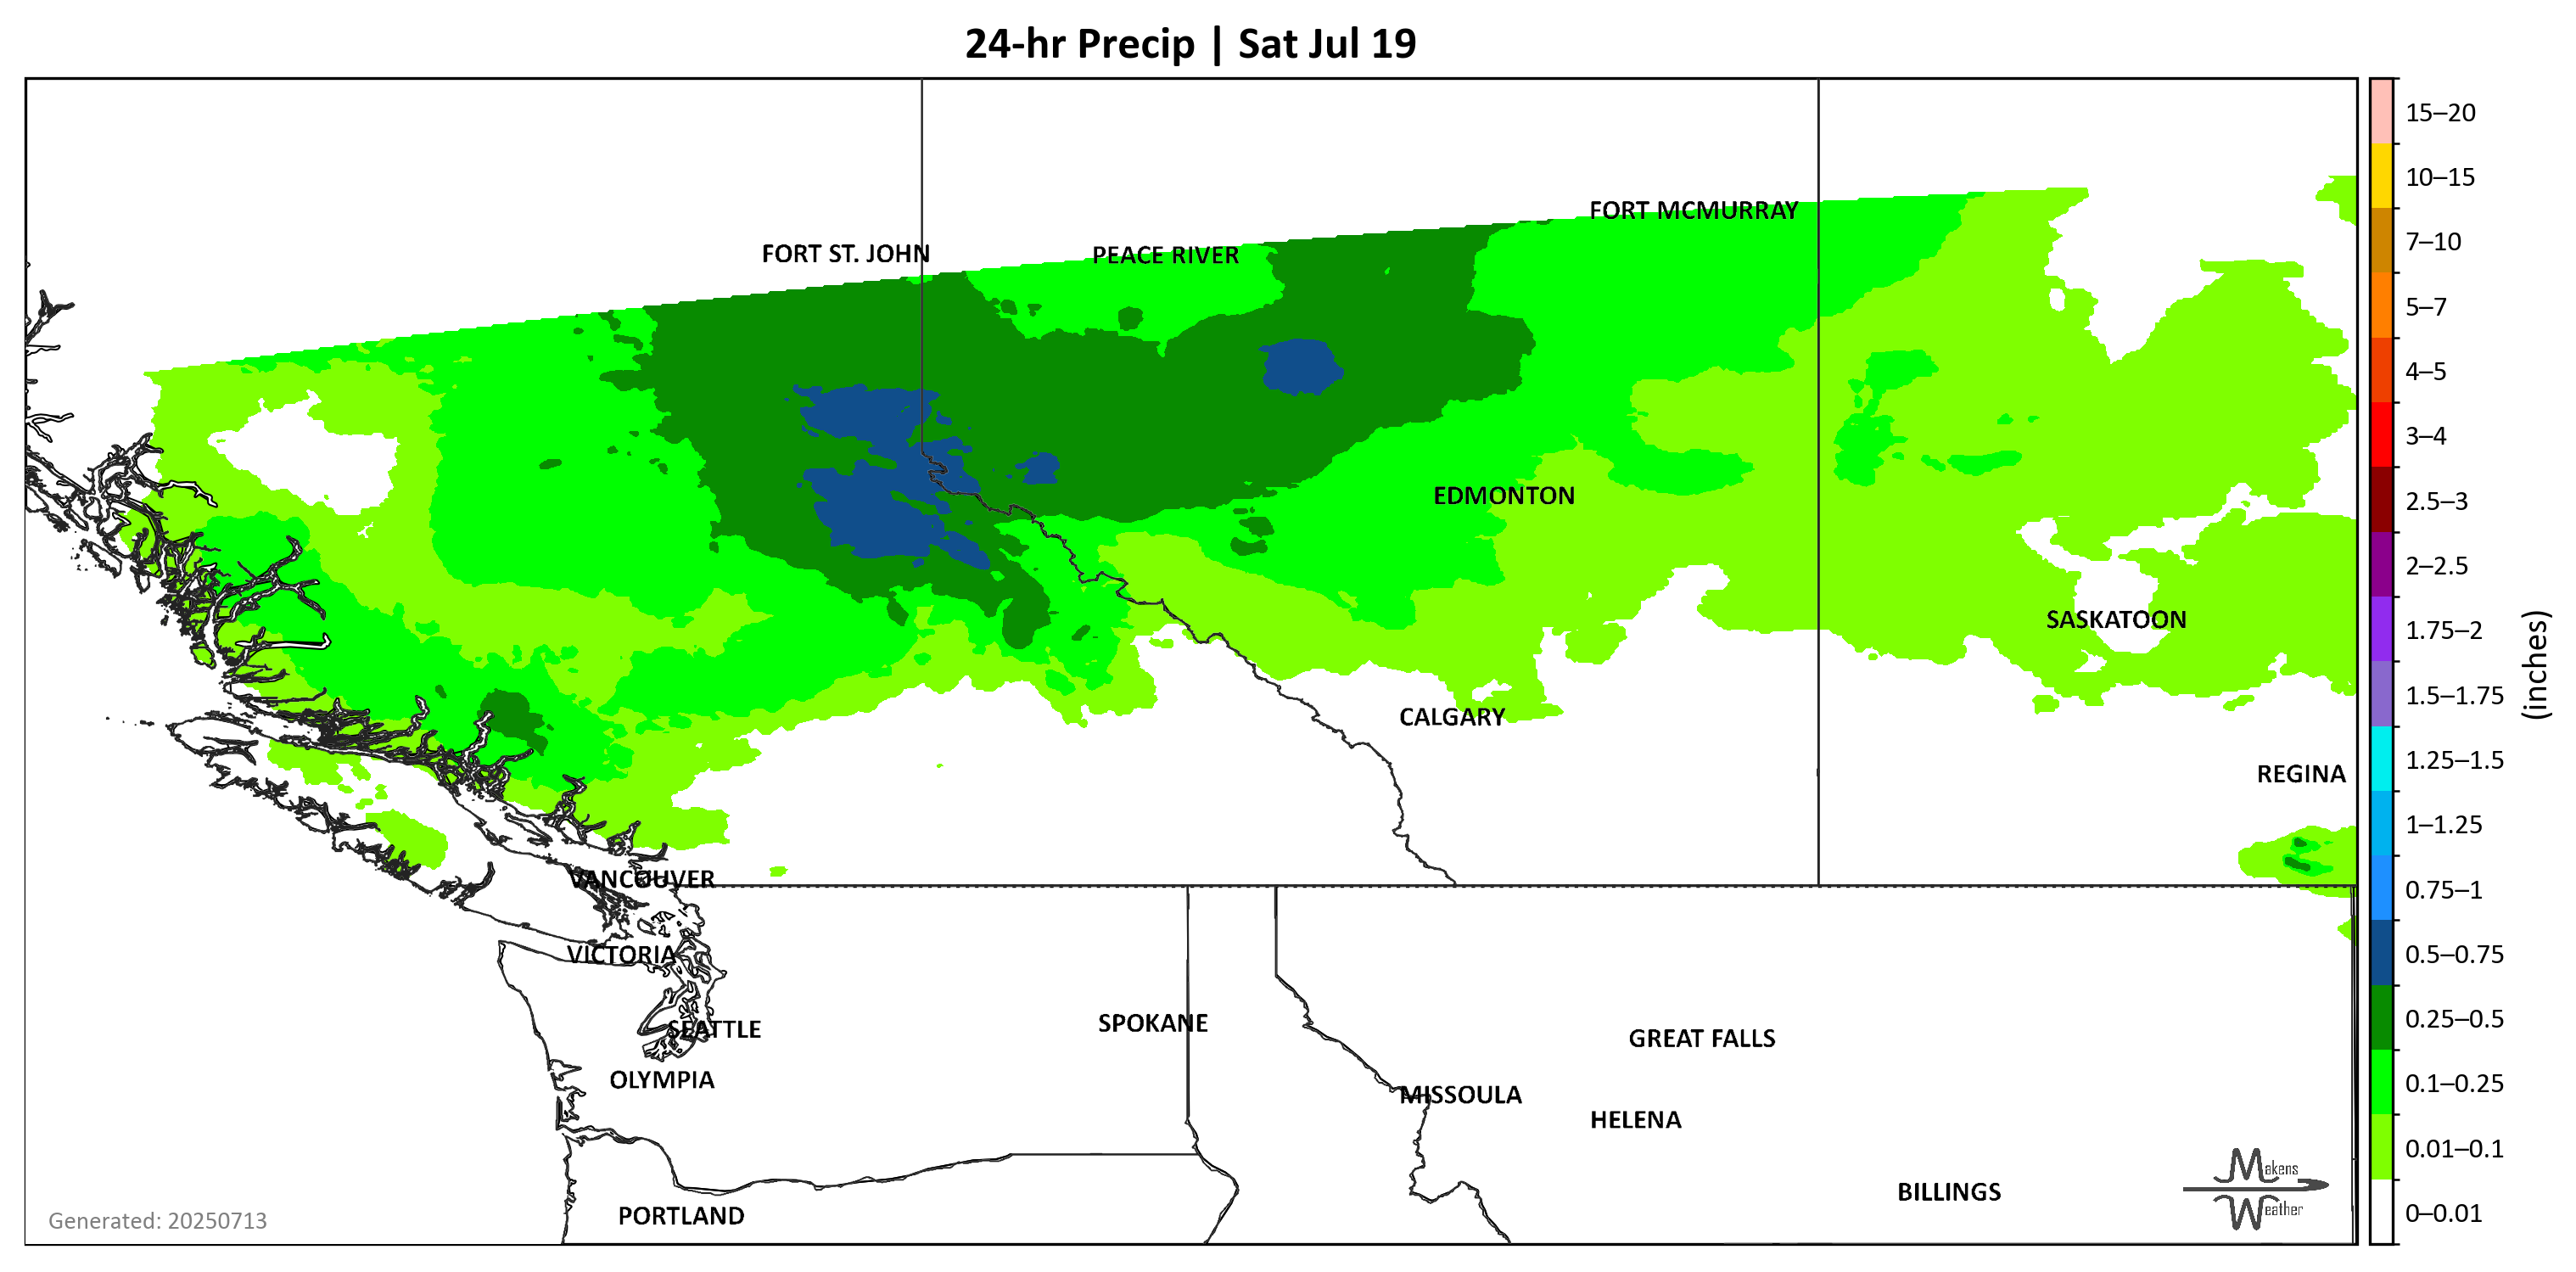 24-hr Precip | Sat Jul 19
15–20
10–15
7–10
5–7
4–5
3–4
2.5–3
2–2.5
1.75–2
1.5–1.75
1.25–1.5
1–1.25
0.75–1
0.5–0.75
0.25–0.5
0.1–0.25
0.01–0.1
0–0.01
(inches)
FORT MCMURRAY
FORT ST. JOHN
PEACE RIVER
EDMONTON
SASKATOON
CALGARY
REGINA
VANCOUVER
VICTORIA
SEATTLE
SPOKANE
GREAT FALLS
OLYMPIA
MISSOULA
HELENA
BILLINGS
PORTLAND
Generated: 20250713
Makens
Weather